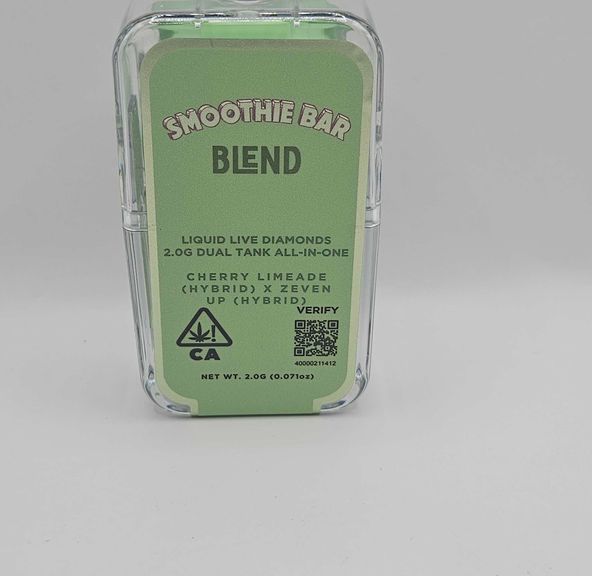 SMOOTHIE BAR
BLEND
LIQUID LIVE DIAMONDS
2.0G DUAL TANK ALL-IN-ONE
CHERRY LIMEADE
(HYBRID) X ZEVEN
UP (HYBRID)
VERIFY
CA
40000211412
NET WT. 2.0G (0.071oz)